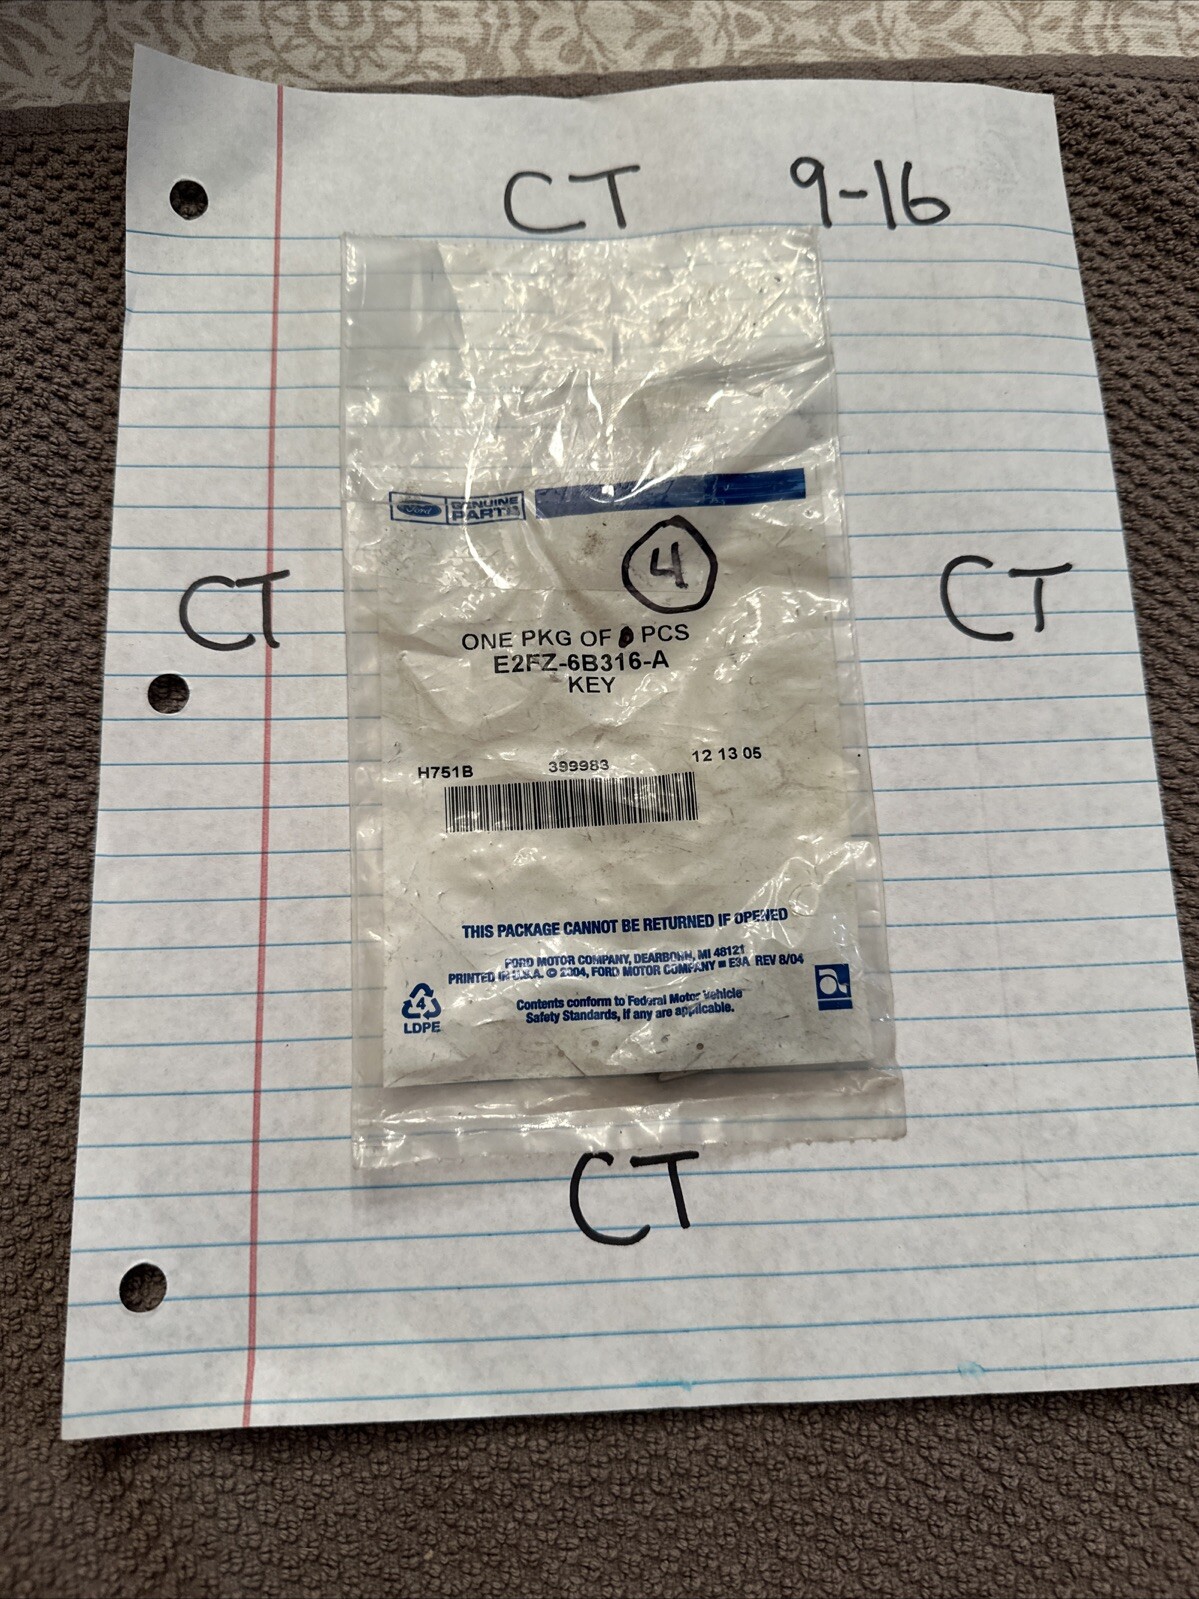 CT 9-16
Ford GENUINE PARTS
4
ONE PKG OF PCS
E2FZ-6B316-A
KEY
CT
CT
H751B 399983 12 13 05
THIS PACKAGE CANNOT BE RETURNED IF OPENED
FORD MOTOR COMPANY, DEARBORN, MI 48121
PRINTED IN U.S.A. © 2004, FORD MOTOR COMPANY E3A REV 8/04
Contents conform to Federal Motor Vehicle
Safety Standards, if any are applicable.
4
LDPE
CT